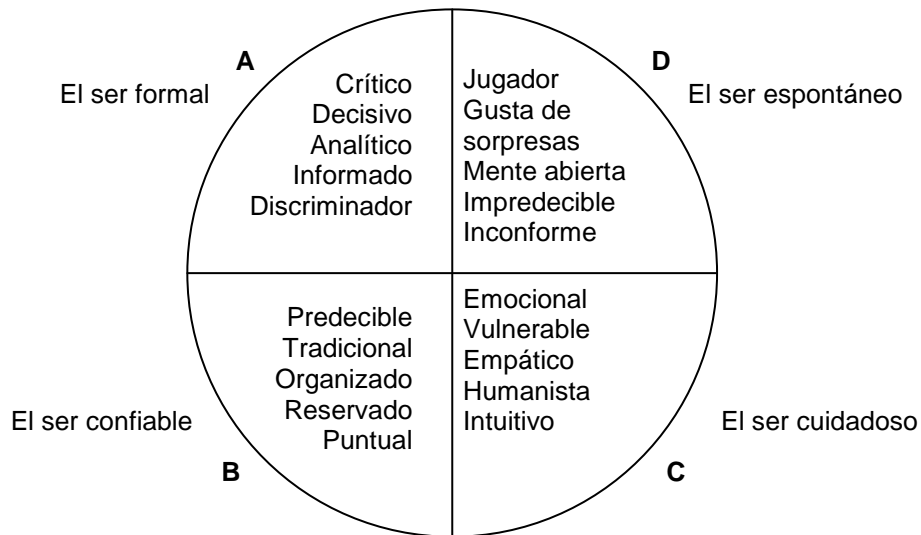 A
El ser formal
Crítico
Decisivo
Analítico
Informado
Discriminador
D
El ser espontáneo
Jugador
Gusta de
sorpresas
Mente abierta
Impredecible
Inconforme
Predecible
Tradicional
Organizado
Reservado
Puntual
El ser confiable
B
Emocional
Vulnerable
Empático
Humanista
Intuitivo
El ser cuidadoso
C